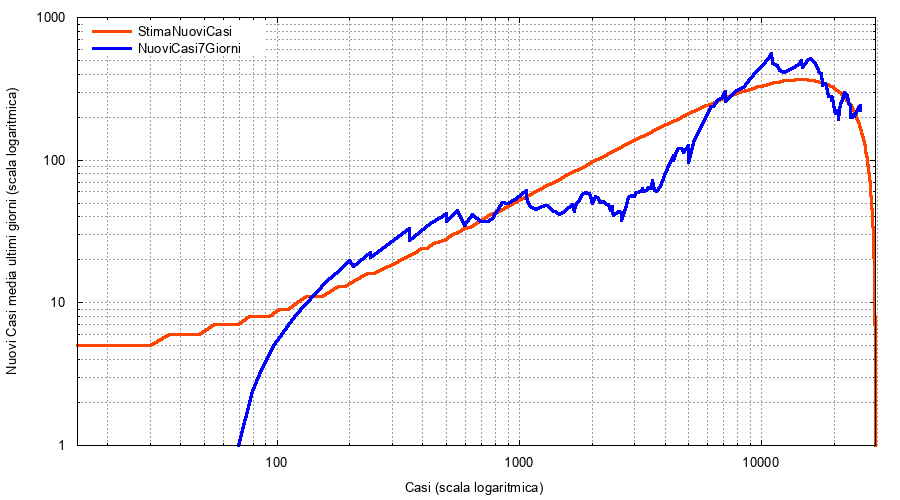 1000
StimaNuoviCasi
NuoviCasi7Giorni
100
10
1
Nuovi Casi media ultimi giorni (scala logaritmica)
100
1000
10000
Casi (scala logaritmica)